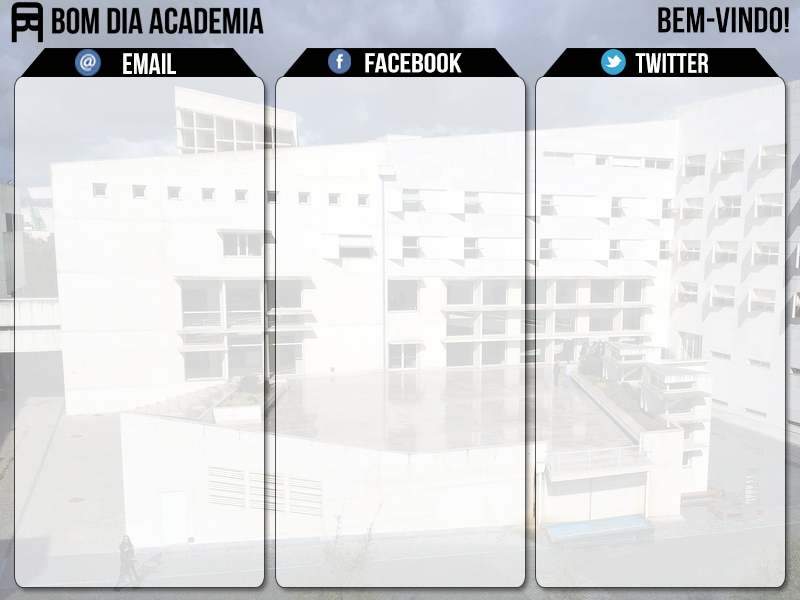 BOM DIA ACADEMIA
BEM-VINDO!
EMAIL
FACEBOOK
TWITTER